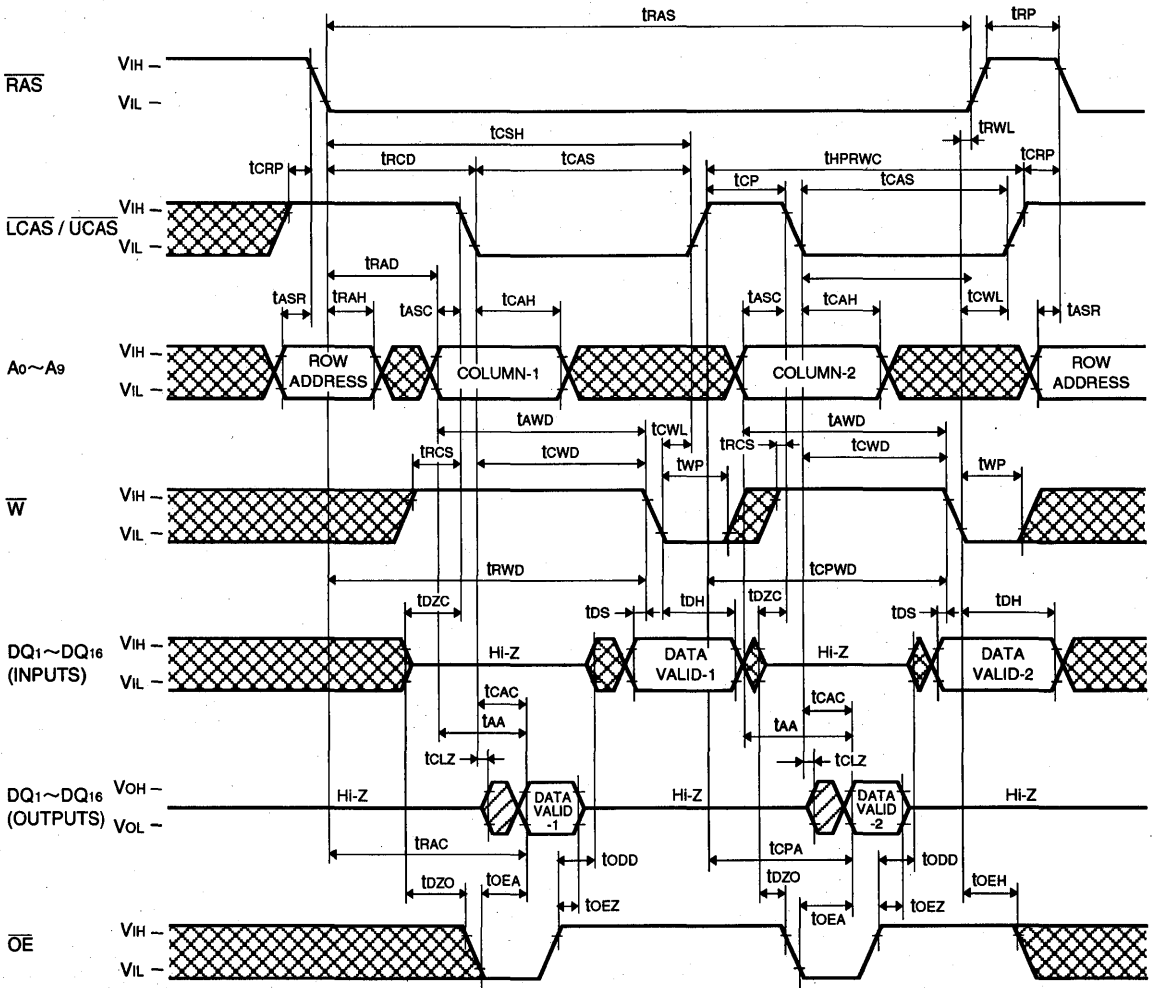 tRAS tRP
VIH
RAS
VIL
tRWL
tCSH
tRCD tCAS tHPRWC tCRP
tCRP tCP tCAS
VIH
LCAS / UCAS
VIL
tRAD
tASR tRAH tASC tCAH tASC tCAH tCWL tASR
VIH
A0~A9 ROW ADDRESS COLUMN-1 COLUMN-2 ROW ADDRESS
VIL
tAWD tCWL tAWD
tRCS tCWD tRCS tCWD
tWP tWP
VIH
W
VIL
tRWD tCPWD
tDZC tDS tDH tDZC tDS tDH
VIH
DQ1~DQ16 Hi-Z DATA Hi-Z DATA
(INPUTS) VALID-1 VALID-2
VIL
tCAC tCAC
tAA tAA
tCLZ tCLZ
VOH
DQ1~DQ16 Hi-Z DATA VALID -1 Hi-Z DATA VALID -2 Hi-Z
(OUTPUTS)
VOL
tRAC tODD tCPA tODD
tDZO tOEA tOEZ tDZO tOEA tOEZ tOEH
VIH
OE
VIL